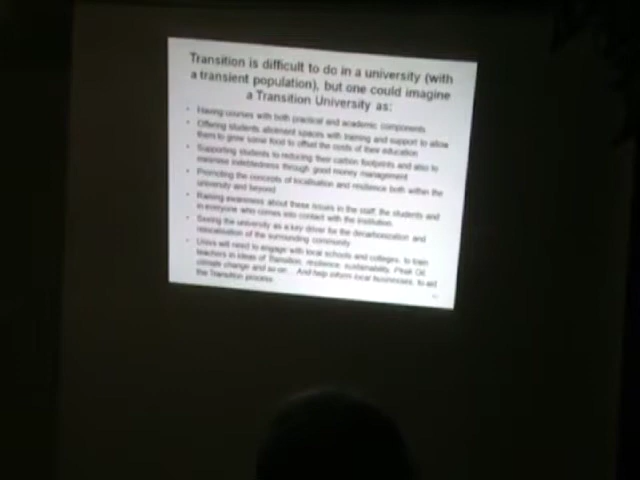 Transition is difficult to do in a university (with
a transient population), but one could imagine
a Transition University as:
• Having courses with both practical and academic components
• Offering students allotment spaces with training and support to allow
them to grow some food to offset the costs of their education
• Supporting students to reducing their carbon footprints and also to
minimise indebtedness through good money management
• Promoting the concepts of localisation and resilience both within the
university and beyond
• Raising awareness about these issues in the staff, the students and
in everyone who comes into contact with the institution.
• Seeing the university as a key driver for the decarbonization and
relocalisation of the surrounding community
• Univs will need to engage with local schools and colleges, to train
teachers in ideas of Transition, resilience, sustainability, Peak Oil,
climate change and so on... And help inform local businesses, to aid
the Transition process.